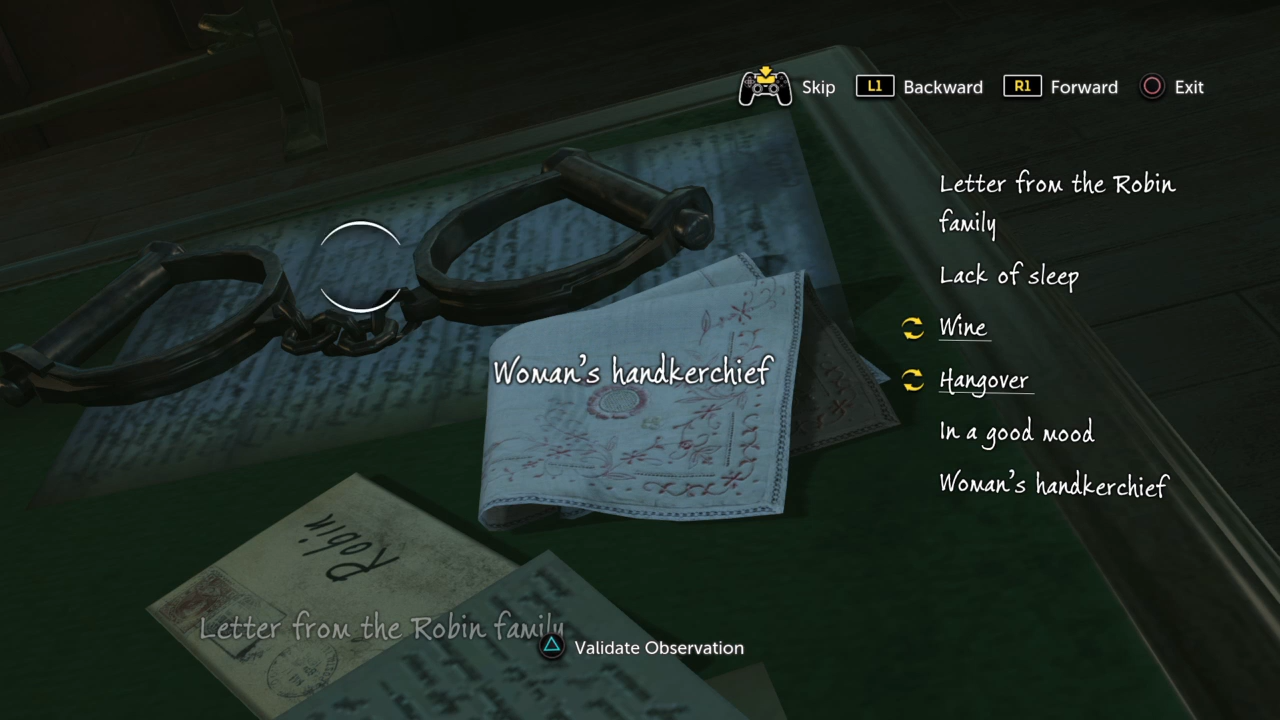 Skip L1 Backward R1 Forward Exit
Letter from the Robin
family
Lack of sleep
Wine
Hangover
In a good mood
Woman's handkerchief
Woman's handkerchief
Robin
Letter from the Robin family
Validate Observation